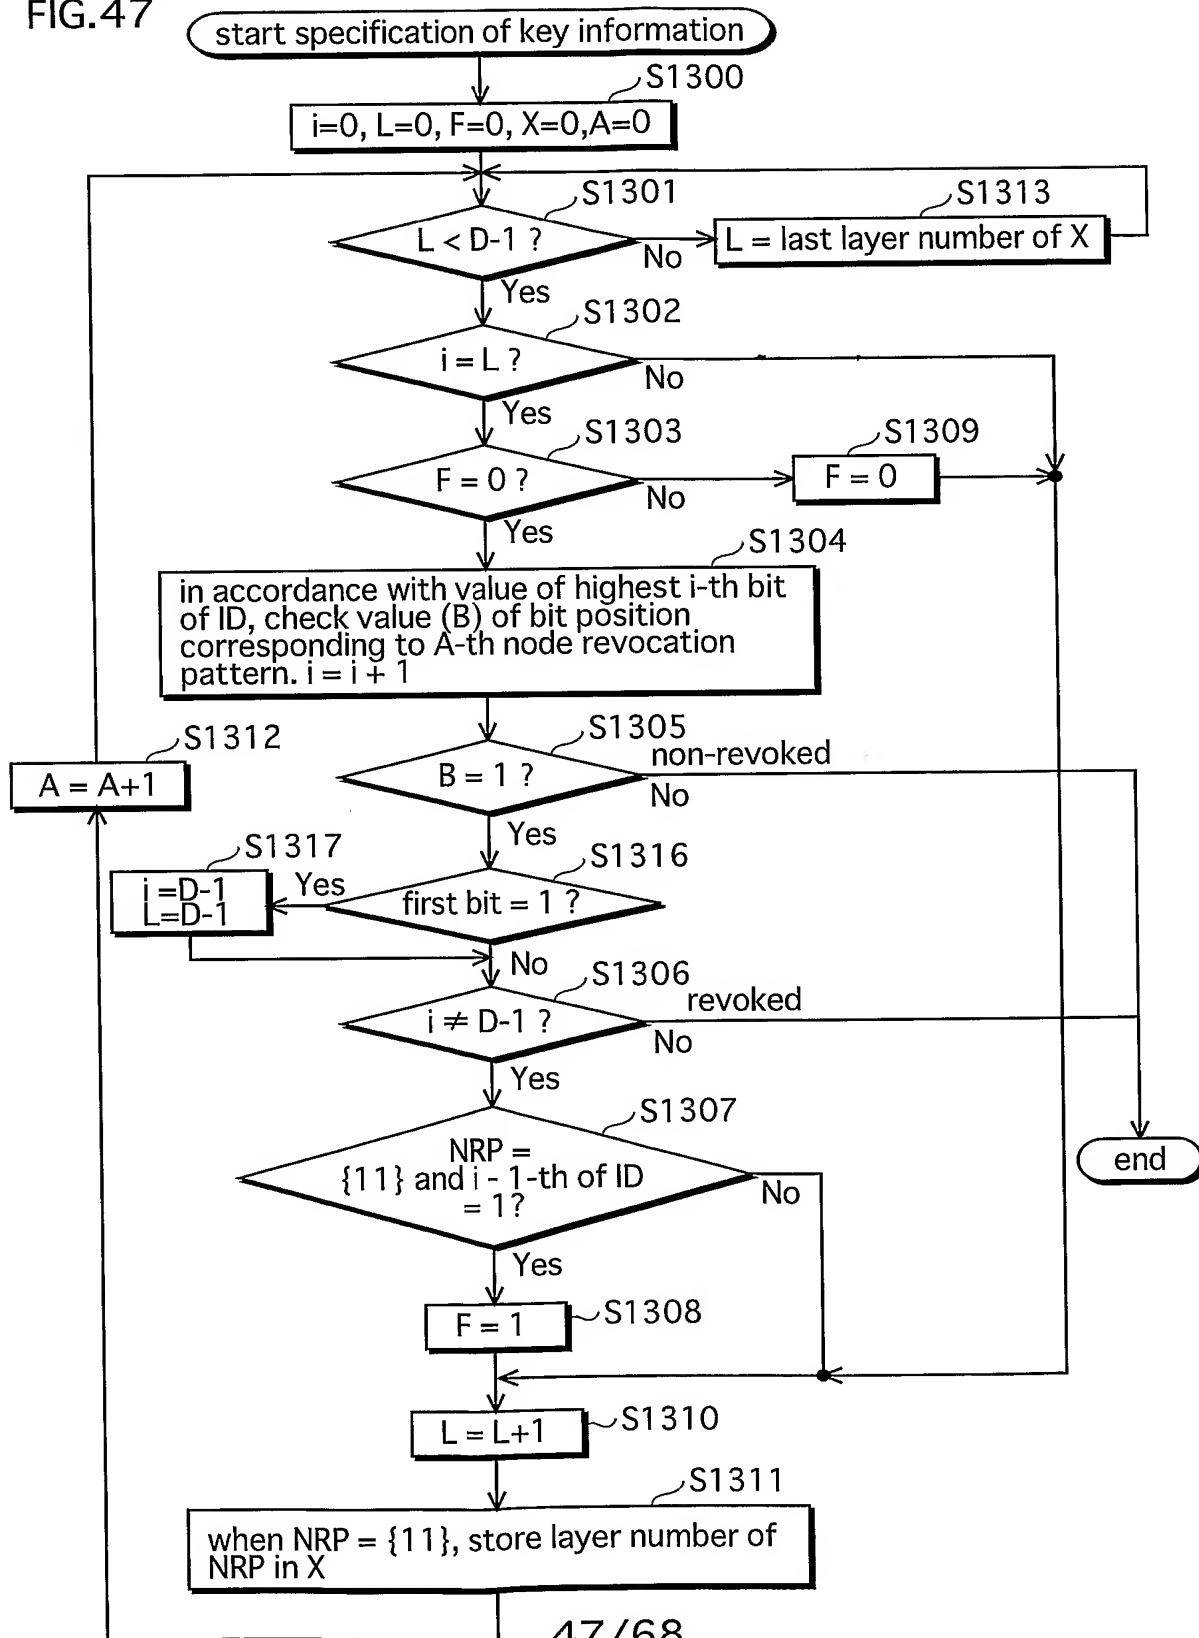 FIG.47
start specification of key information
S1300
i=0, L=0, F=0, X=0,A=0
S1301
L < D-1 ?
No
Yes
S1313
L = last layer number of X
S1302
i = L ?
No
Yes
S1303
F = 0 ?
No
Yes
S1309
F = 0
S1304
in accordance with value of highest i-th bit
of ID, check value (B) of bit position
corresponding to A-th node revocation
pattern. i = i + 1
S1312
A = A+1
S1305
B = 1 ?
non-revoked
No
Yes
S1317
i =D-1
L=D-1
S1316
first bit = 1 ?
Yes
No
S1306
i ≠ D-1 ?
revoked
No
Yes
S1307
NRP =
{11} and i - 1-th of ID
= 1?
No
Yes
end
S1308
F = 1
S1310
L = L+1
S1311
when NRP = {11}, store layer number of
NRP in X
47/68